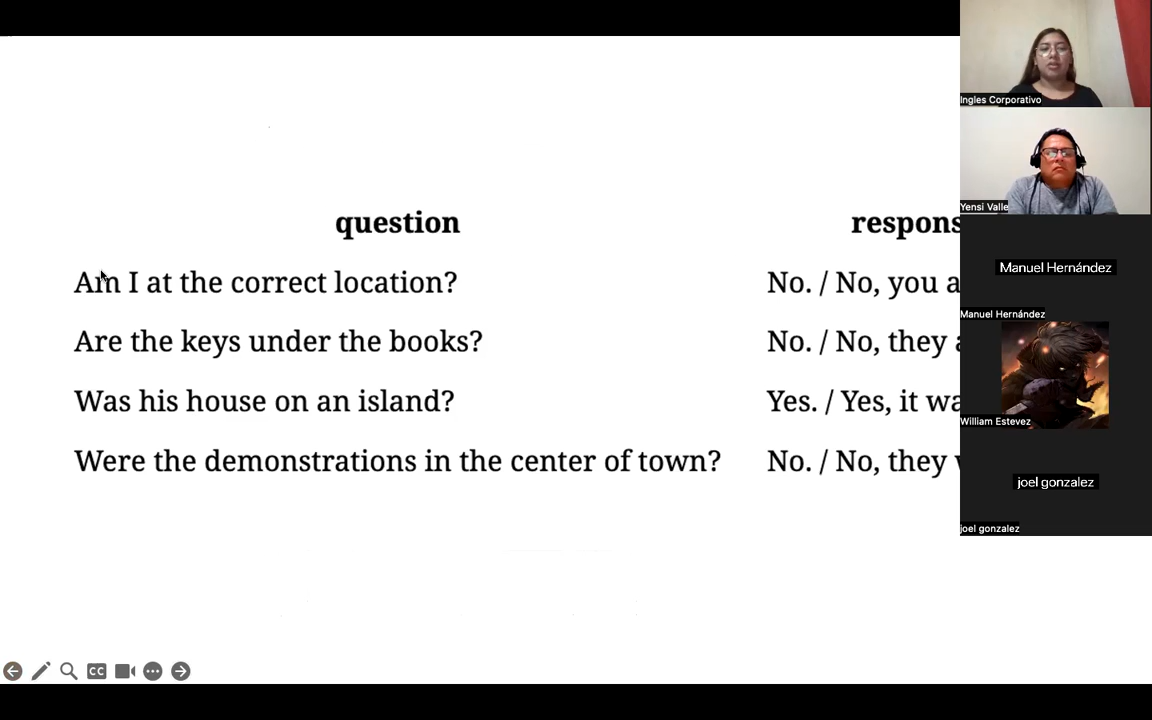 question respons
Am I at the correct location? No. / No, you a
Are the keys under the books? No. / No, they a
Was his house on an island? Yes. / Yes, it wa
Were the demonstrations in the center of town? No. / No, they
Ingles Corporativo
Yensi Valle
Manuel Hernández
Manuel Hernández
William Estevez
joel gonzalez
joel gonzalez
CC